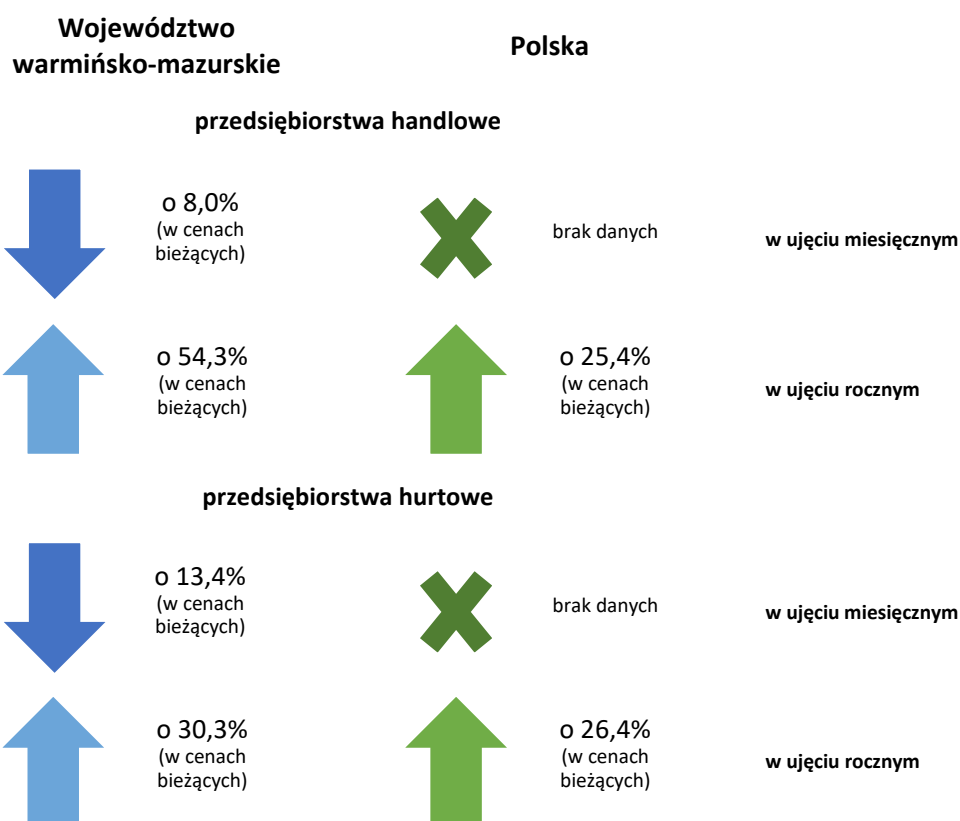 Województwo
warmińsko-mazurskie
Polska
przedsiębiorstwa handlowe
o 8,0%
(w cenach
bieżących)
brak danych
w ujęciu miesięcznym
o 54,3%
(w cenach
bieżących)
o 25,4%
(w cenach
bieżących)
w ujęciu rocznym
przedsiębiorstwa hurtowe
o 13,4%
(w cenach
bieżących)
brak danych
w ujęciu miesięcznym
o 30,3%
(w cenach
bieżących)
o 26,4%
(w cenach
bieżących)
w ujęciu rocznym